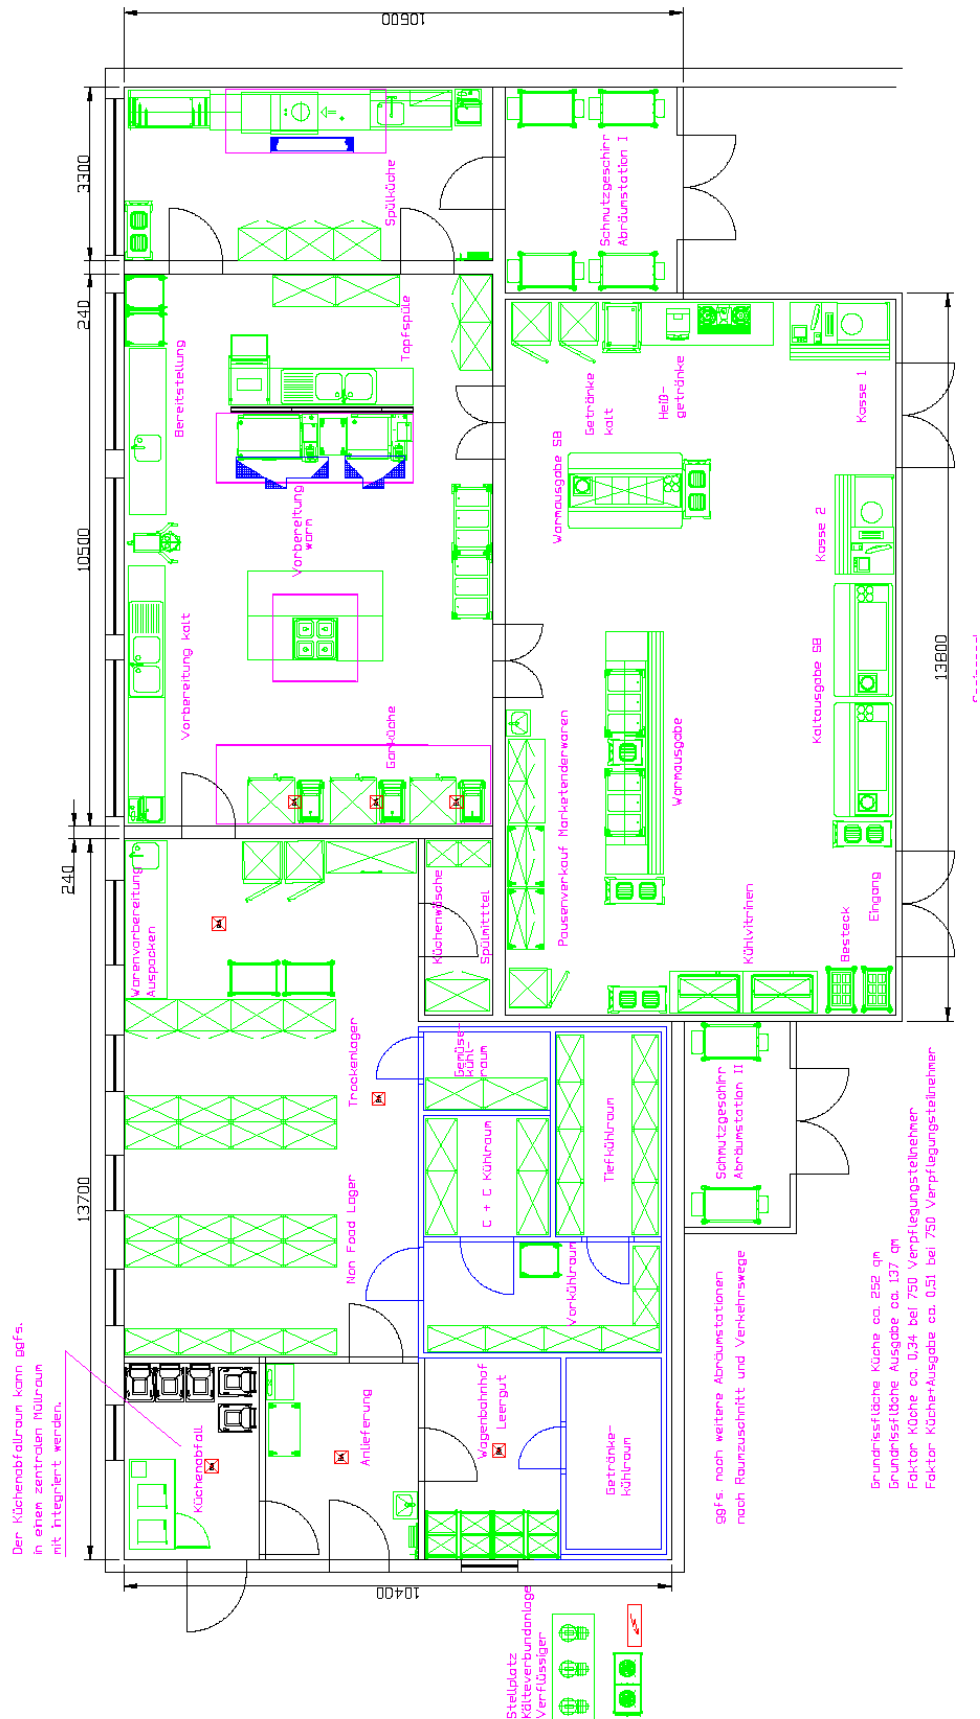 Der Küchenabfallraum kann ggfs.
in einem zentralen Müllraum
mit integriert werden.
10600
3300
240
10500
240
13700
10400
13800
Spülküche
Schmutzgeschirr
Abräumstation I
Bereitstellung
Topfspüle
Vorbereitung
warm
Vorbereitung kalt
Garküche
Getränke
kalt
Heiß-
getränke
Kasse 1
Warmausgabe SB
Kasse 2
Kaltausgabe SB
Warmausgabe
Pausenverkauf Marketenderwaren
Kühlvitrinen
Besteck
Eingang
Warenvorbereitung
Auspacken
Küchenwäsche
Spülmitttel
Trockenlager
Non Food Lager
Gemüse-
kühl-
raum
C + C Kühlraum
Tiefkühlraum
Vorkühlraum
Schmutzgeschirr
Abräumstation II
Küchenabfall
Anlieferung
Wagenbahnhof
Leergut
Getränke-
kühlraum
ggfs. noch weitere Abräumstationen
nach Raumzuschnitt und Verkehrswege
Grundrissfläche Küche ca. 252 qm
Grundrissfläche Ausgabe ca. 137 qm
Faktor Küche ca. 0,34 bei 750 Verpflegungsteilnehmer
Faktor Küche+Ausgabe ca. 0,51 bei 750 Verpflegungsteilnehmer
Stellplatz
Kälteverbundanlage
Verflüssiger